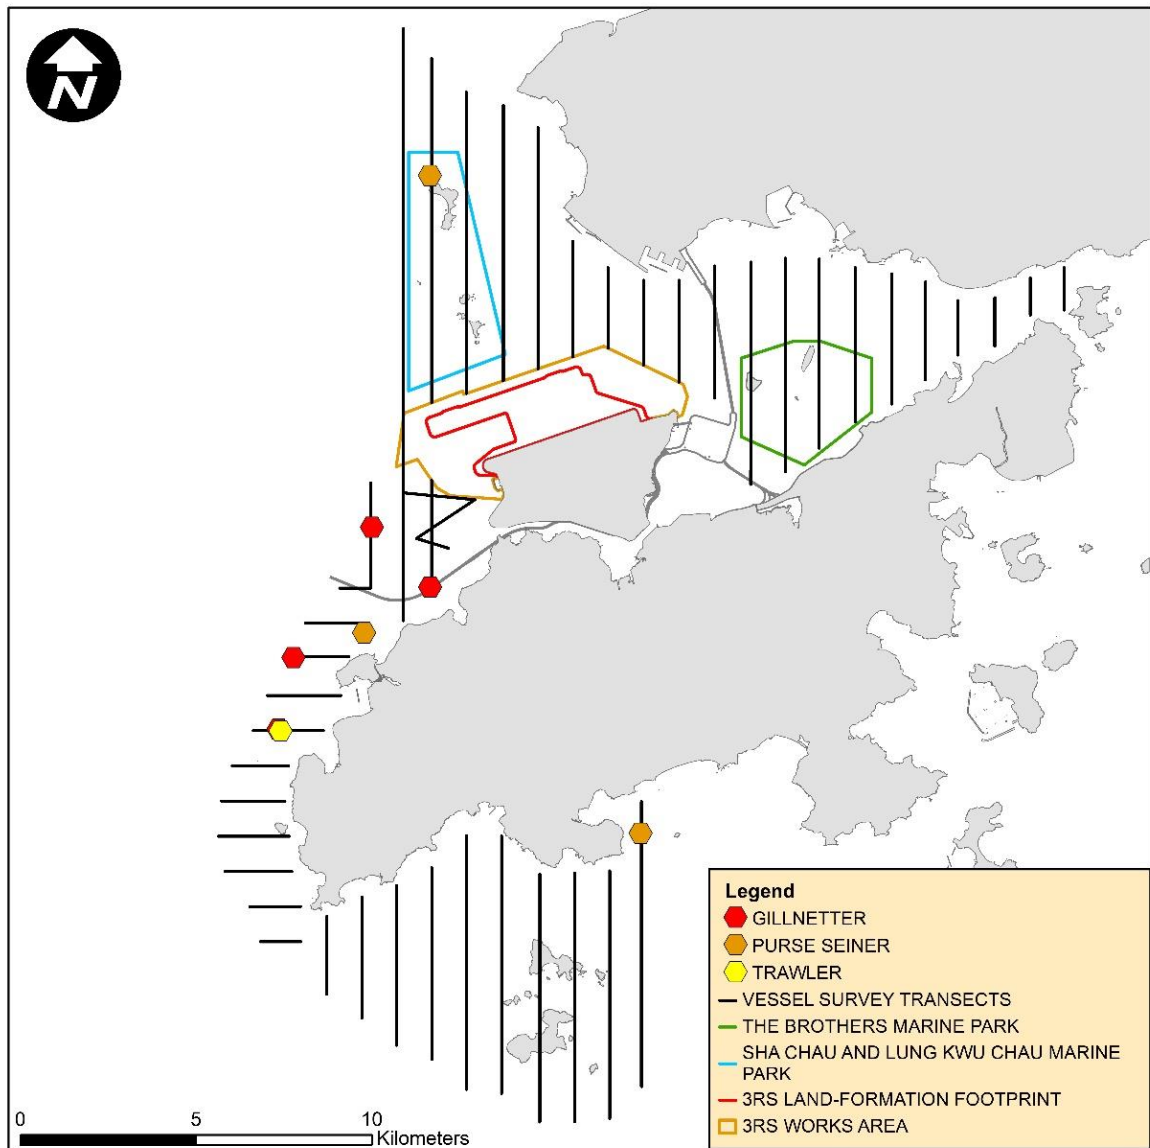 N
Legend
GILLNETTER
PURSE SEINER
TRAWLER
VESSEL SURVEY TRANSECTS
THE BROTHERS MARINE PARK
SHA CHAU AND LUNG KWU CHAU MARINE
PARK
3RS LAND-FORMATION FOOTPRINT
3RS WORKS AREA
0 5 10
Kilometers